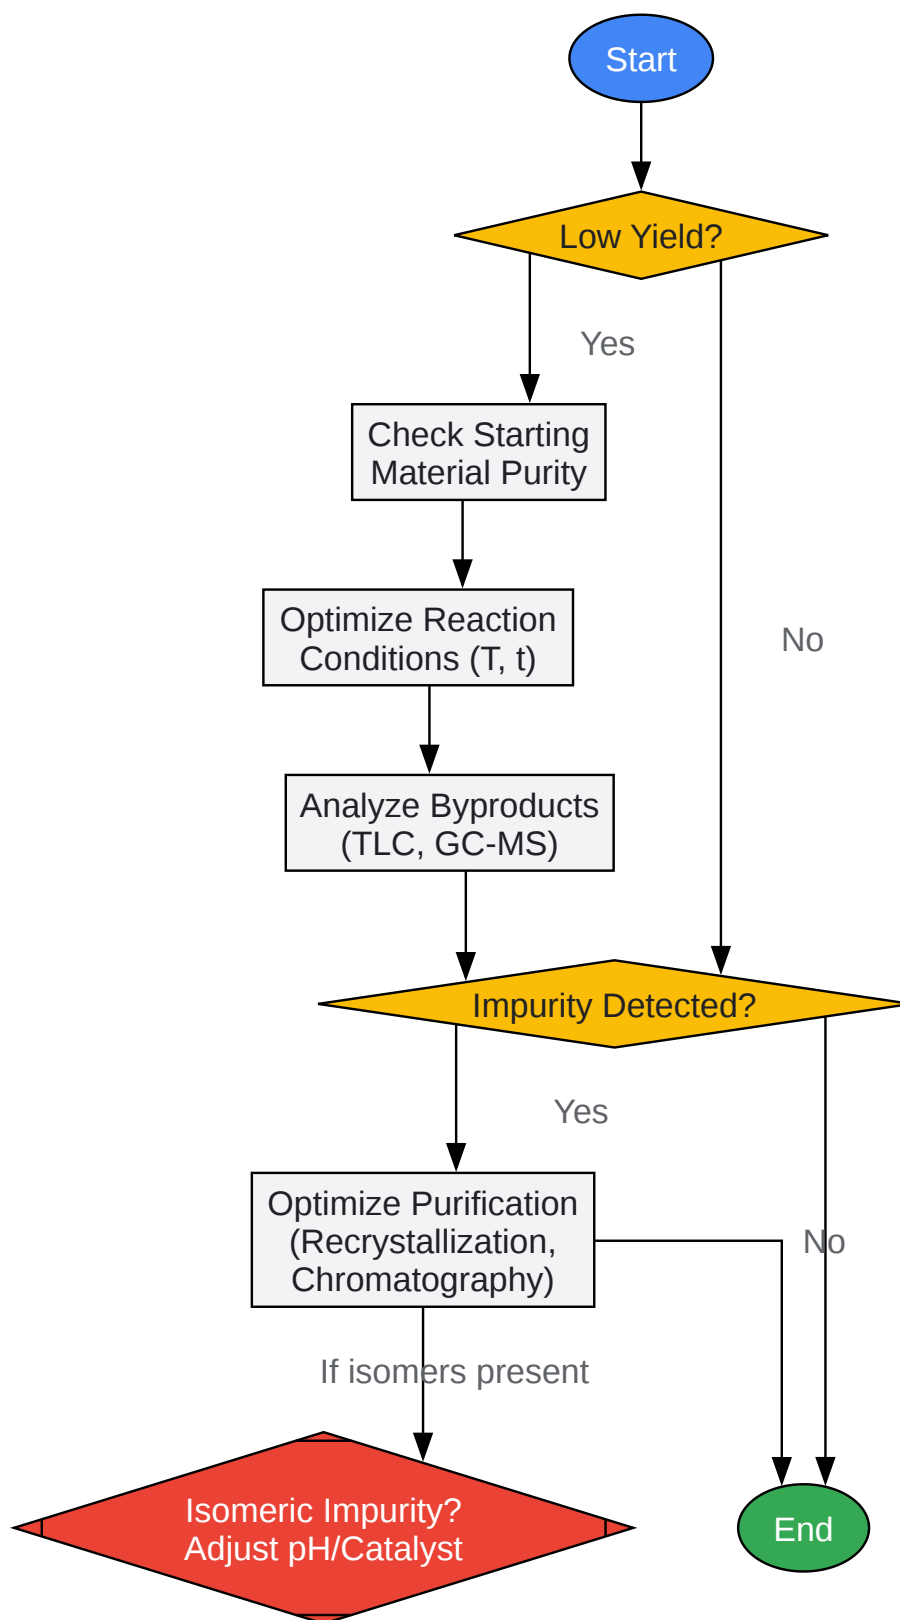 Start
Low Yield?
Yes
Check Starting
Material Purity
Optimize Reaction
Conditions (T, t)
No
Analyze Byproducts
(TLC, GC-MS)
Impurity Detected?
Yes
Optimize Purification
(Recrystallization,
Chromatography)
No
If isomers present
Isomeric Impurity?
Adjust pH/Catalyst
End